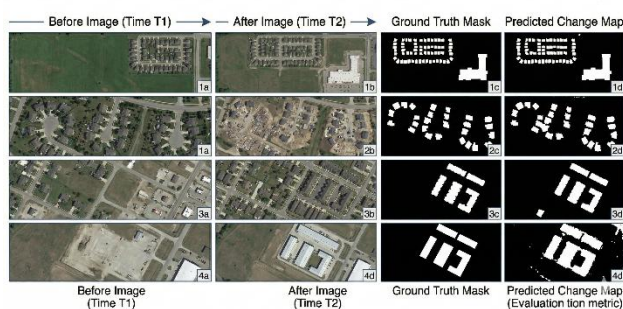 Before Image (Time T1) After Image (Time T2) Ground Truth Mask Predicted Change Map
1a 1b 1c 1d
1a 2b 2c 2d
3a 3b 3c 3d
4a 4d 4c 4d
Before Image After Image Ground Truth Mask Predicted Change Map
(Time T1) (Time T2) (Evaluation tion metric)